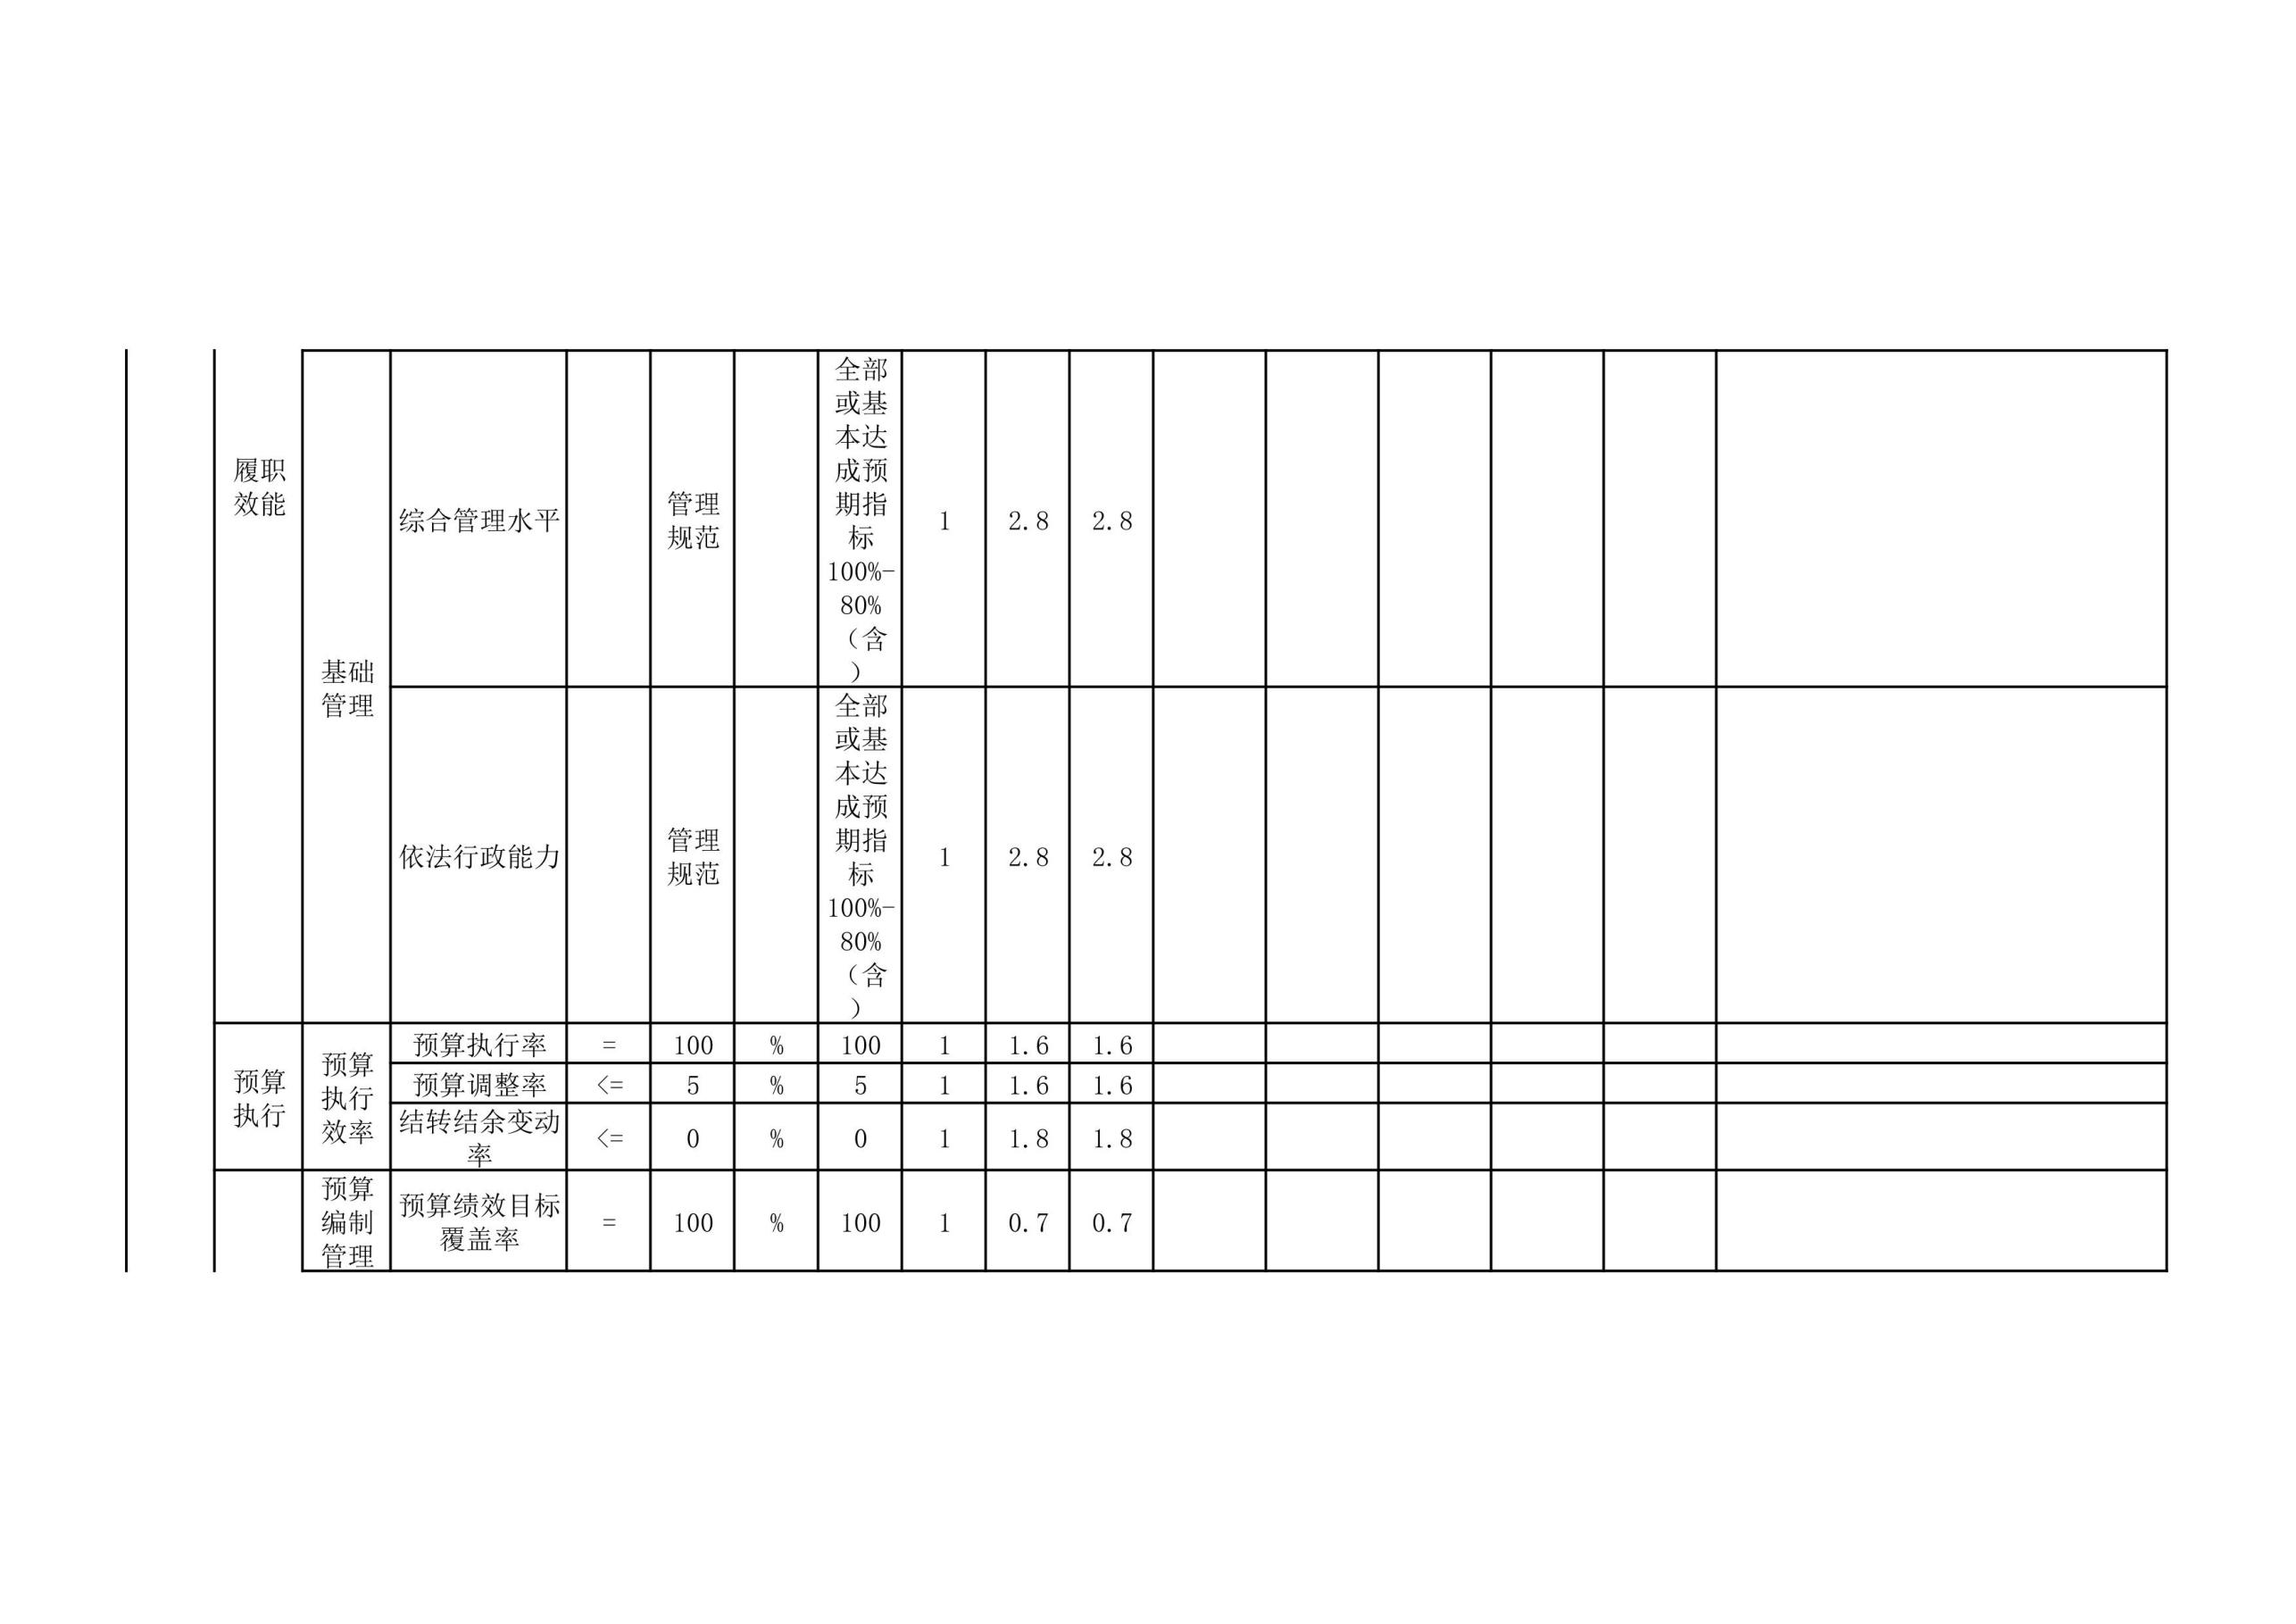 履职
效能
基础
管理
综合管理水平
管理
规范
全部
或基
本达
成预
期指
标
100%-
80%
（含
）
1
2.8
2.8
依法行政能力
管理
规范
全部
或基
本达
成预
期指
标
100%-
80%
（含
）
1
2.8
2.8
预算
执行
预算
执行
效率
预算执行率
=
100
%
100
1
1.6
1.6
预算调整率
<=
5
%
5
1
1.6
1.6
结转结余变动
率
<=
0
%
0
1
1.8
1.8
预算
编制
管理
预算绩效目标
覆盖率
=
100
%
100
1
0.7
0.7